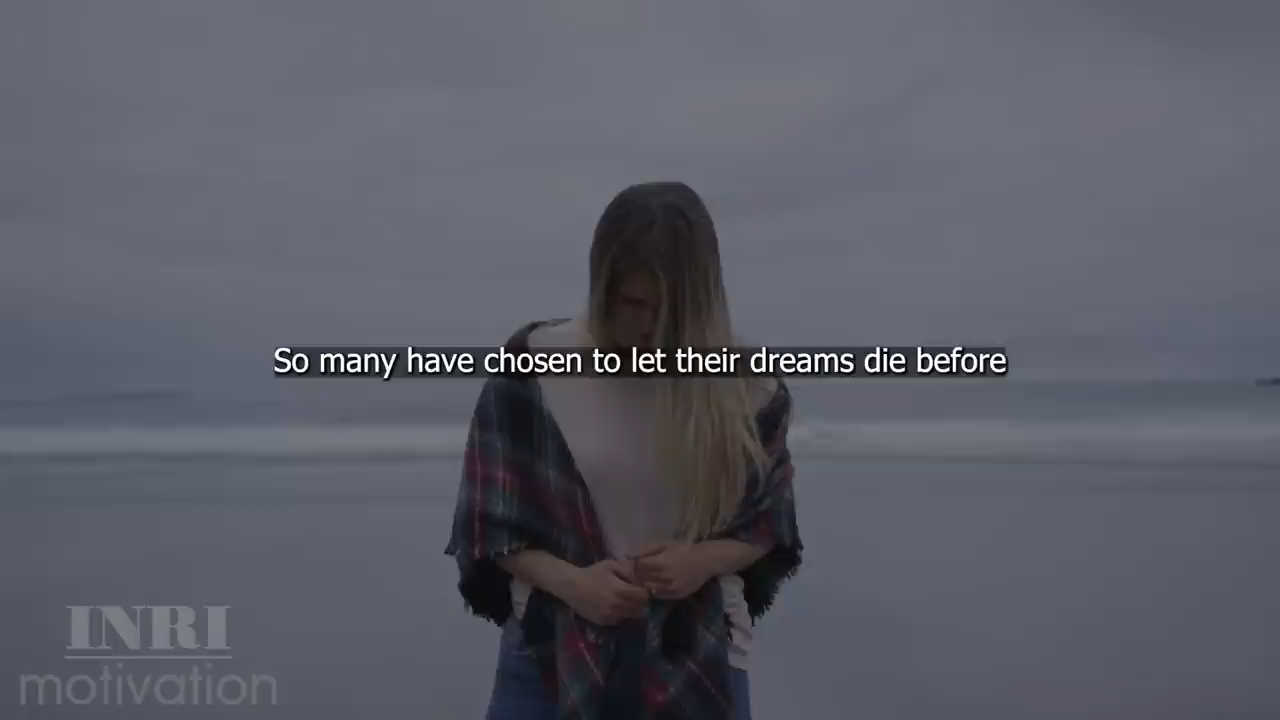 So many have chosen to let their dreams die before
INRI
motivation